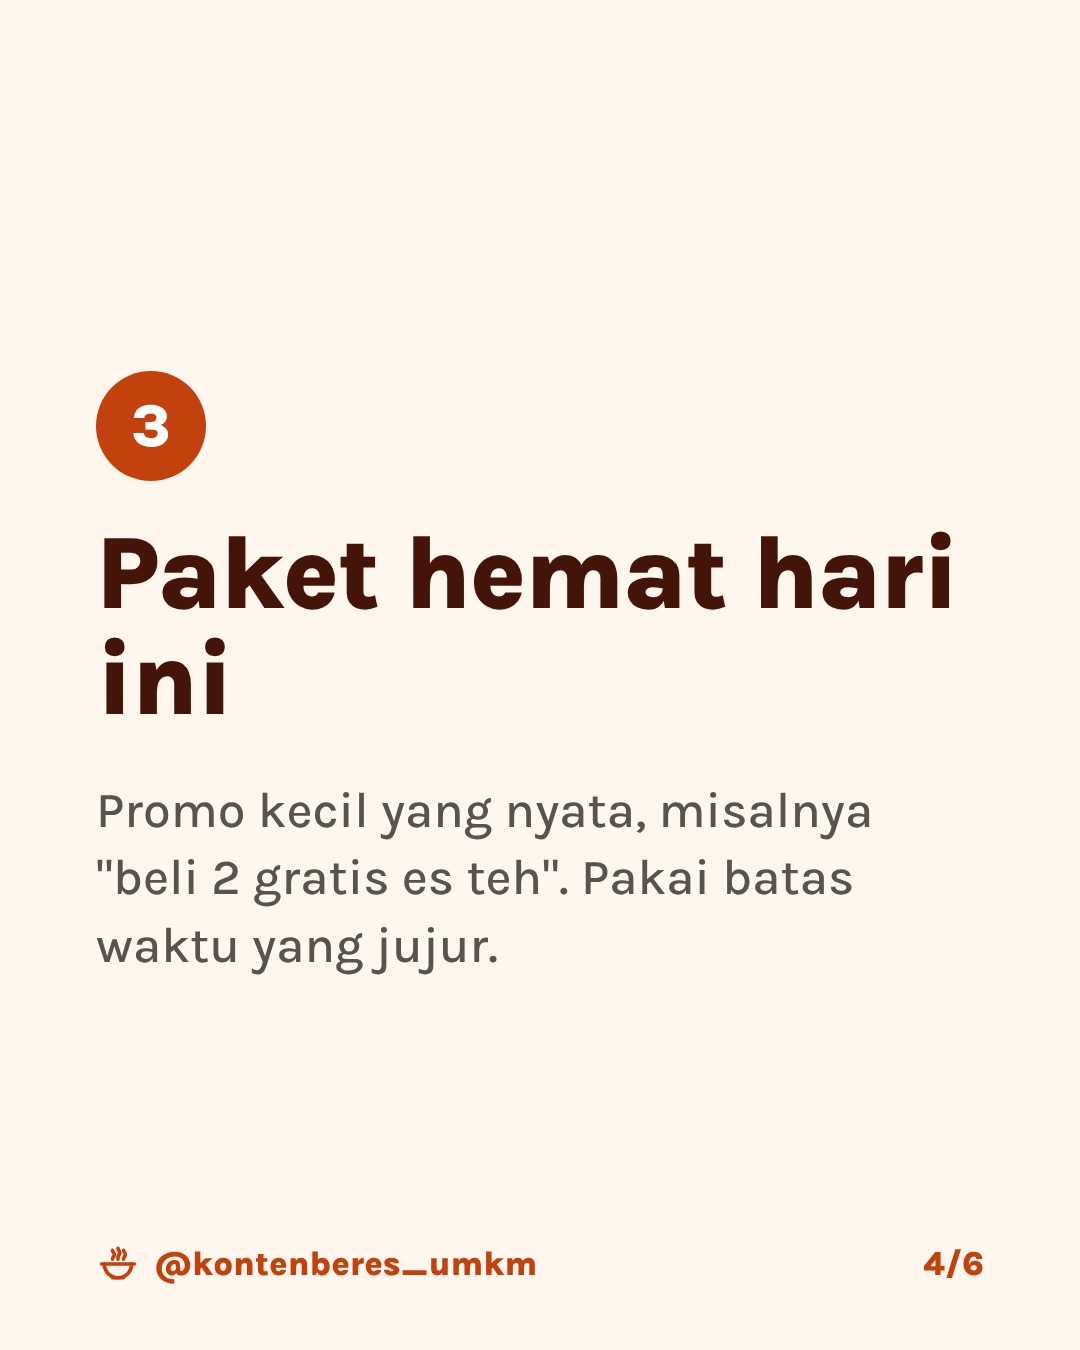 3
Paket hemat hari
ini
Promo kecil yang nyata, misalnya
"beli 2 gratis es teh". Pakai batas
waktu yang jujur.
@kontenberes_umkm
4/6